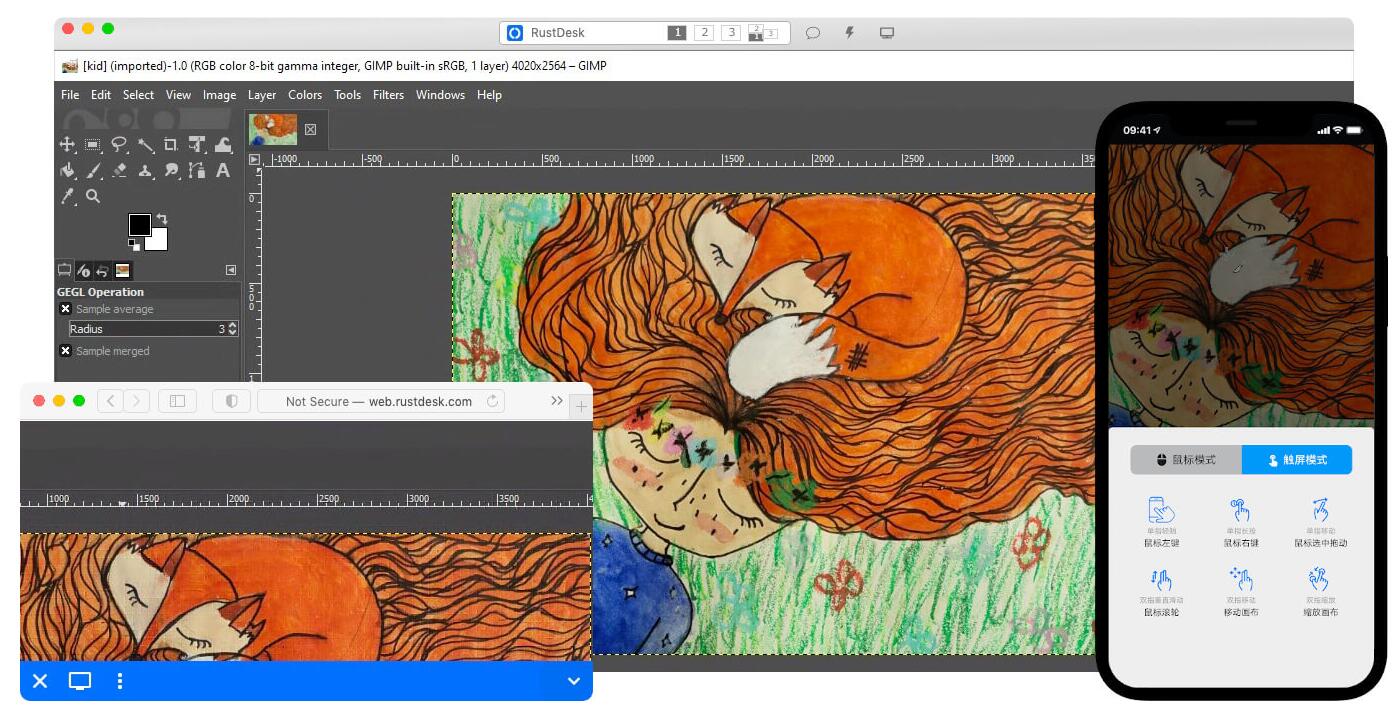 RustDesk
1
2
3
2
1
3
[kid] (imported)-1.0 (RGB color 8-bit gamma integer, GIMP built-in sRGB, 1 layer) 4020x2564 – GIMP
File Edit Select View Image Layer Colors Tools Filters Windows Help
-1000 -500 0 500 1000 1500 2000 2500 3000
0
500
GEGL Operation
Sample average
Radius 3
Sample merged
Not Secure — web.rustdesk.com
1000 1500 2000 2500 3000 3500
09:41
鼠标模式
触屏模式
单指轻触 单指长按 单指移动
鼠标左键 鼠标右键 鼠标选中拖动
双指垂直滑动 双指移动 双指缩放
鼠标滚轮 移动画布 缩放画布